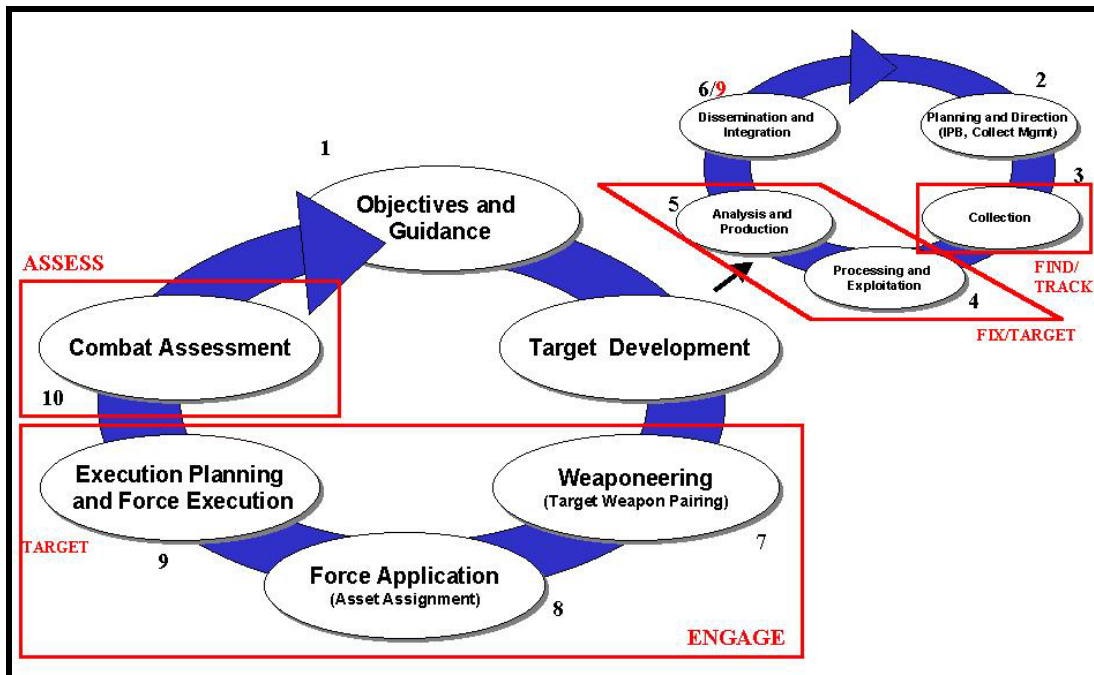 1
Objectives and
Guidance
ASSESS
Combat Assessment
10
Target Development
Execution Planning
and Force Execution
TARGET
9
Weaponeering
(Target Weapon Pairing)
7
Force Application
(Asset Assignment)
8
ENGAGE
6/9
Dissemination and
Integration
2
Planning and Direction
(IPB, Collect Mgmt)
3
Collection
FIND/
TRACK
5
Analysis and
Production
Processing and
Exploitation
4
FIX/TARGET